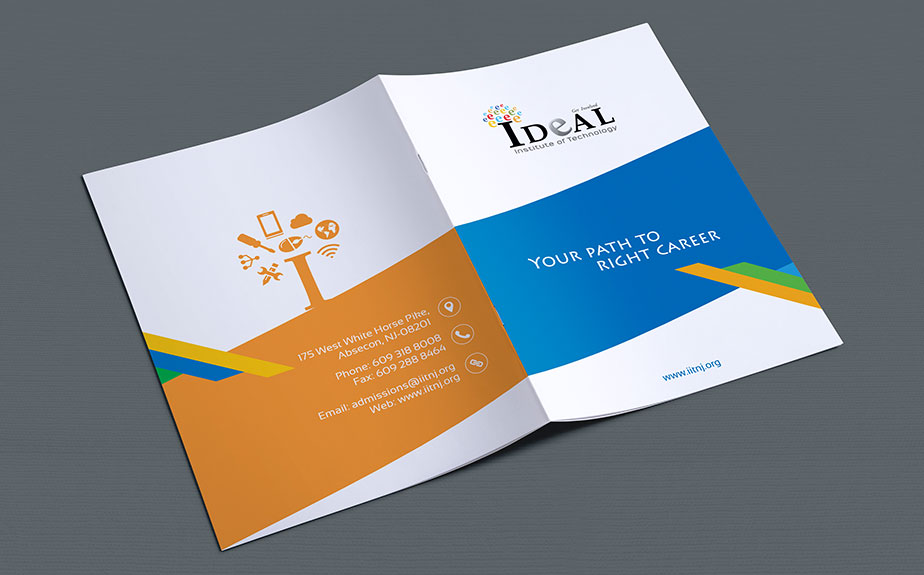 Get Involved
IDeAL
Institute of Technology
YOUR PATH TO
RIGHT CAREER
www.iitnj.org
175 West White Horse Pike,
Absecon, NJ-08201
Phone: 609 318 8008
Fax: 609 288 8464
Email: admissions@iitnj.org
Web: www.iitnj.org